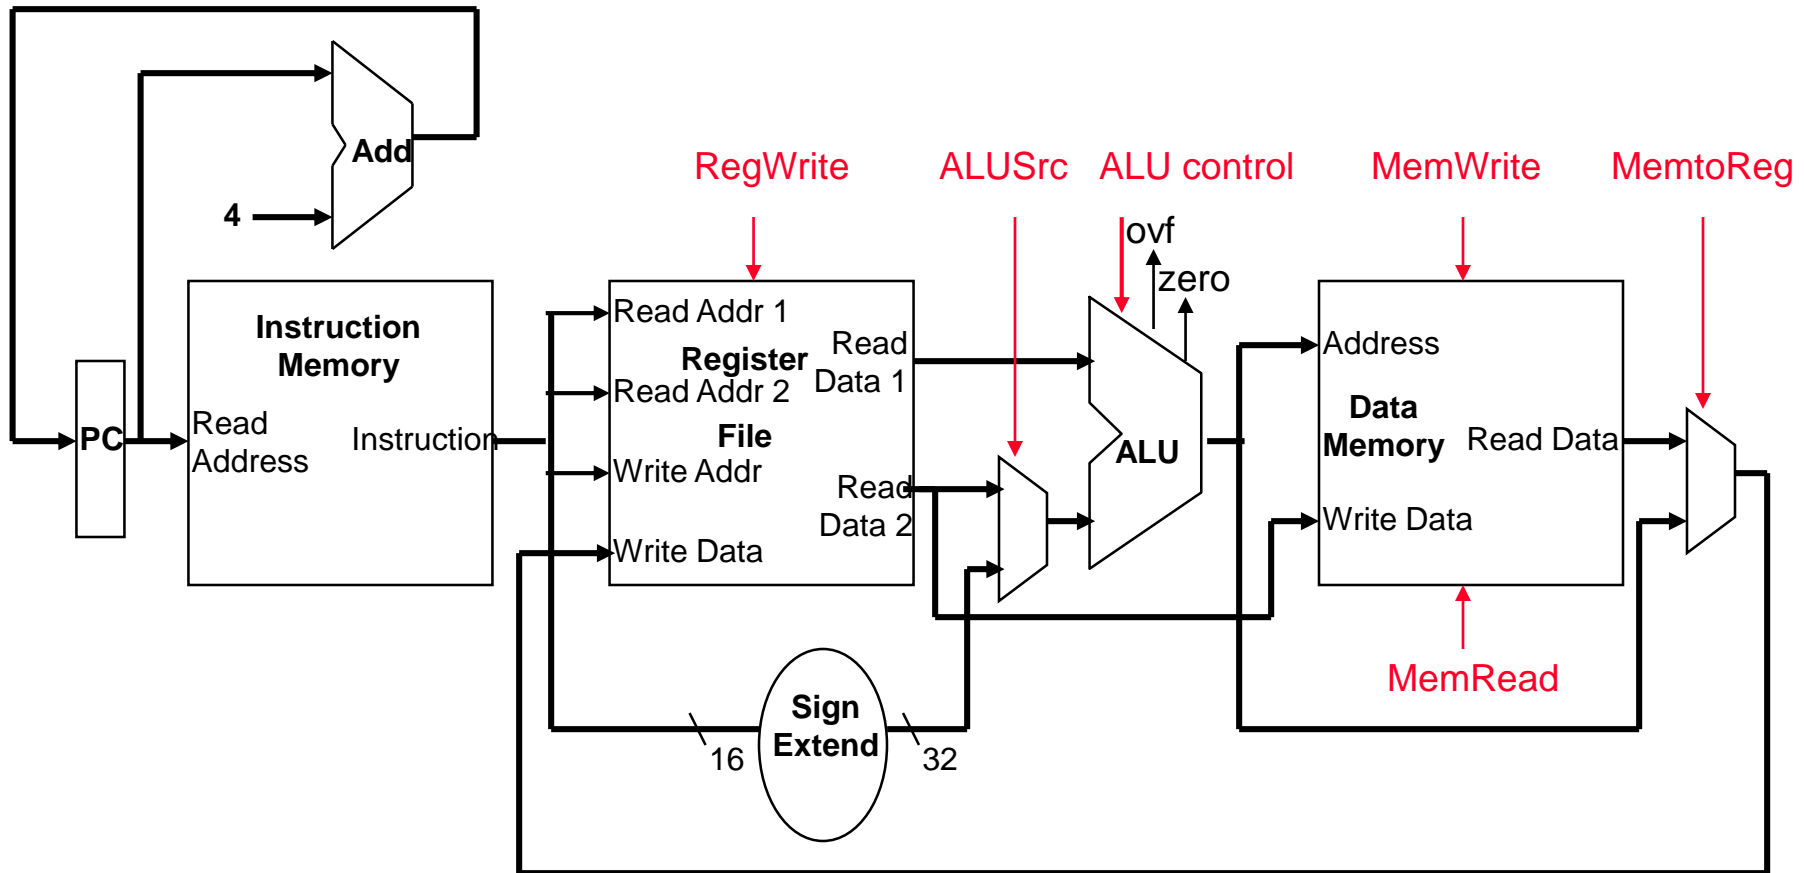 Add
4
RegWrite
ALUSrc
ALU control
MemWrite
MemtoReg
ovf
zero
PC
Instruction
Memory
Read
Address
Instruction
Read Addr 1
Register
Read Addr 2
File
Write Addr
Write Data
Read
Data 1
Read
Data 2
ALU
Address
Data
Memory
Read Data
Write Data
MemRead
Sign
Extend
16
32